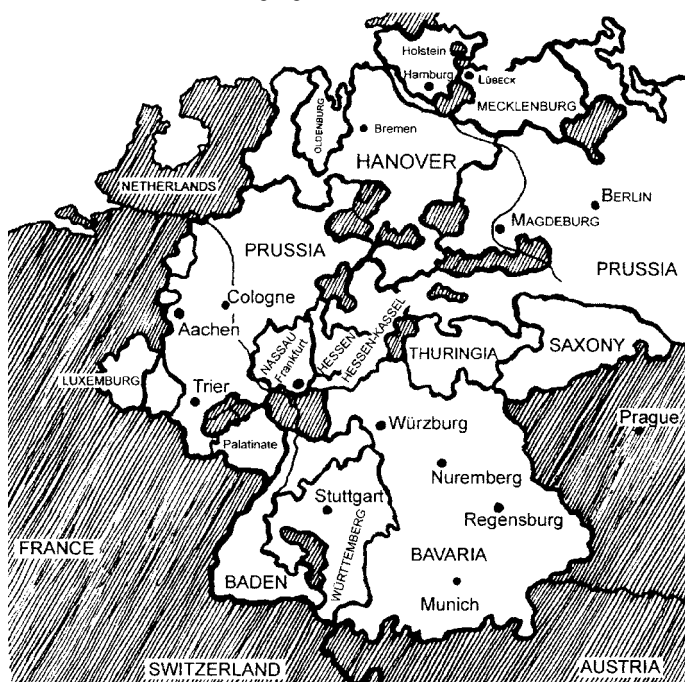 Holstein
Hamburg
LÜBECK
MECKLENBURG
OLDENBURG
Bremen
HANOVER
NETHERLANDS
BERLIN
MAGDEBURG
PRUSSIA
PRUSSIA
Cologne
Aachen
NASSAU
Frankfurt
HESSEN
HESSEN-KASSEL
THURINGIA
SAXONY
LUXEMBURG
Trier
Prague
Würzburg
Palatinate
Nuremberg
Stuttgart
Regensburg
FRANCE
WÜRTTEMBERG
BAVARIA
BADEN
Munich
SWITZERLAND
AUSTRIA